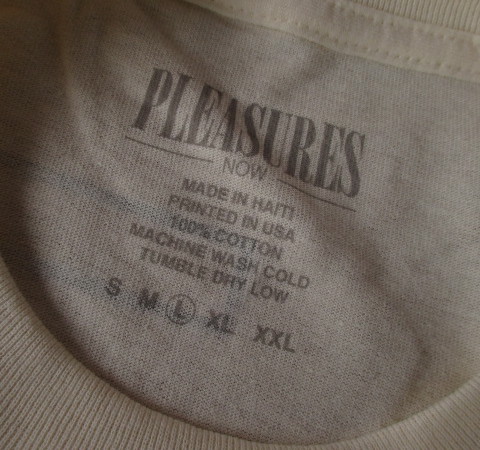 PLEASURES
NOW
MADE IN HAITI
PRINTED IN USA
100% COTTON
MACHINE WASH COLD
TUMBLE DRY LOW
S M L XL XXL